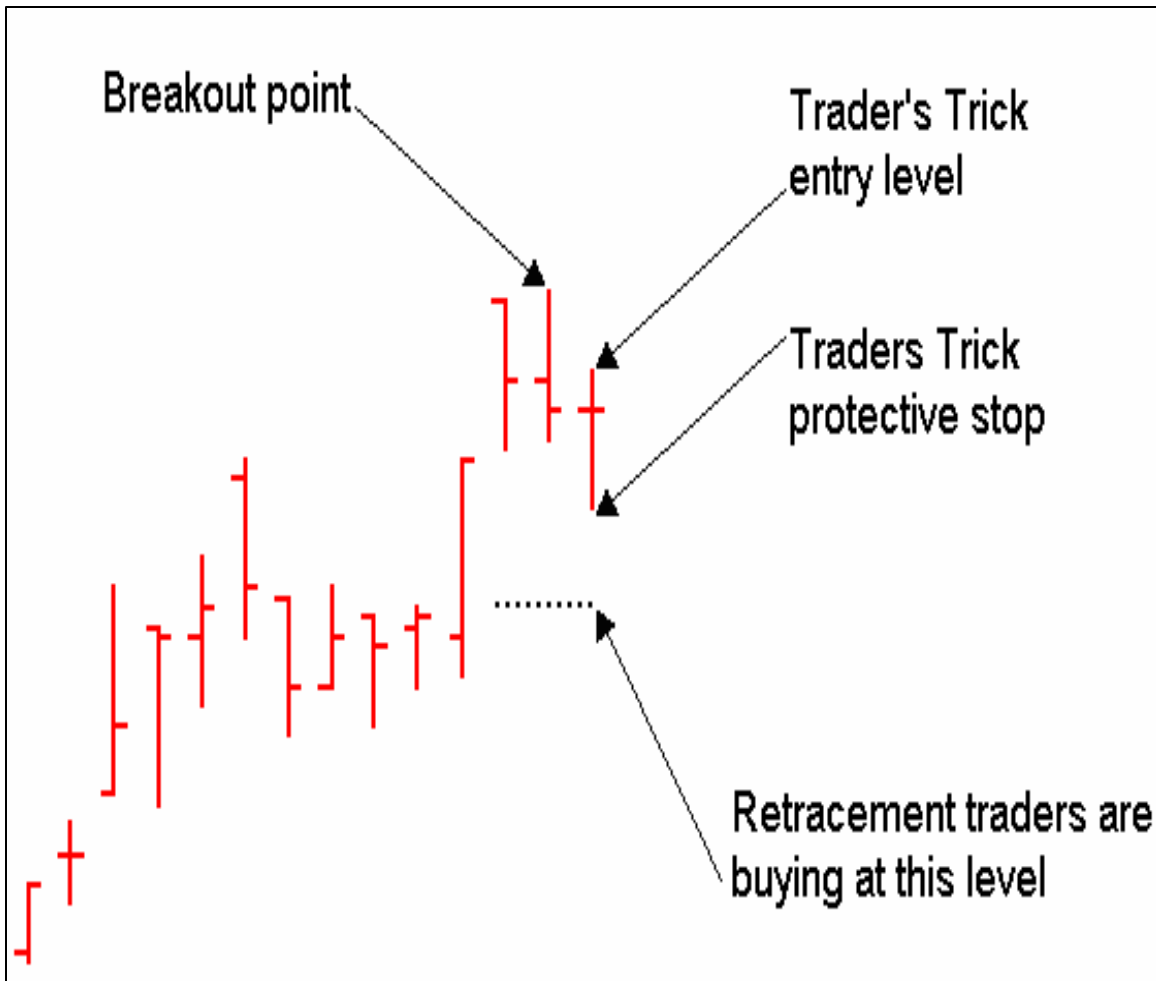 Breakout point
Trader's Trick
entry level
Traders Trick
protective stop
Retracement traders are
buying at this level